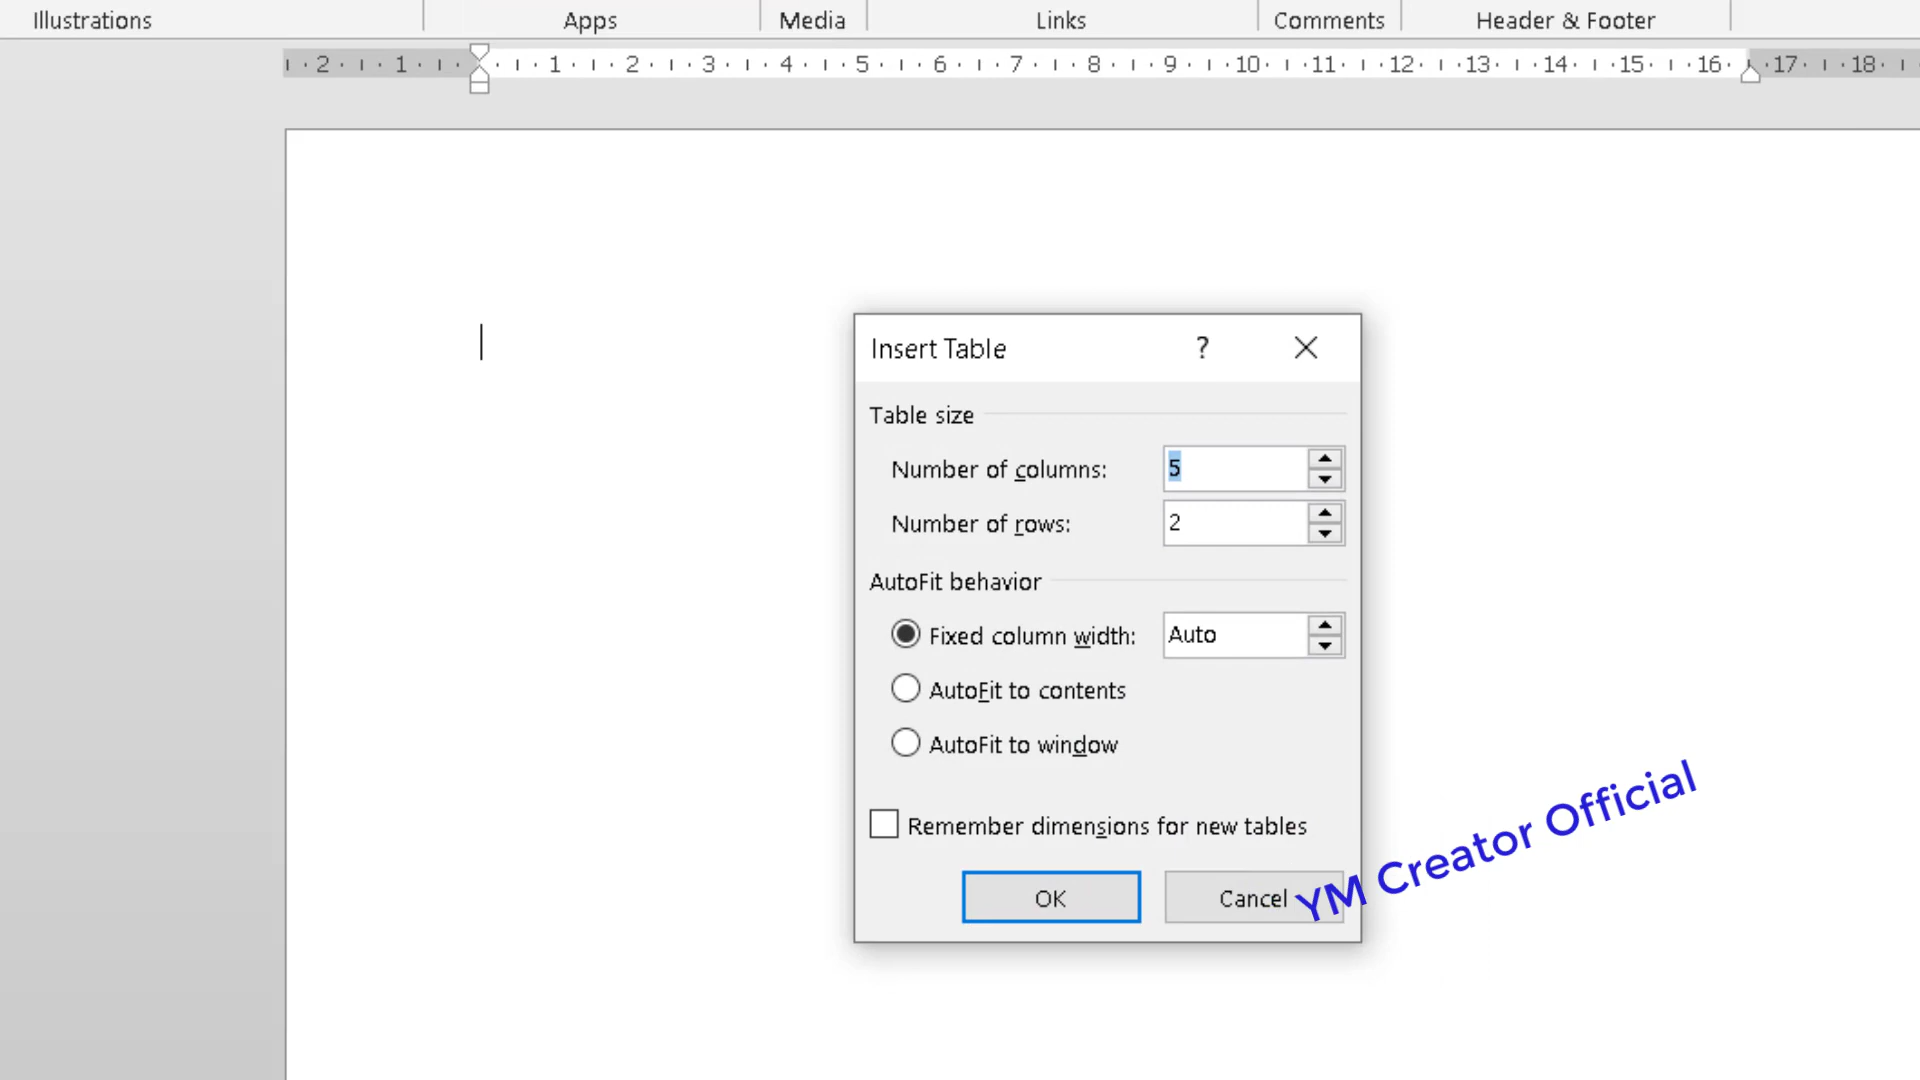 Illustrations Apps Media Links Comments Header & Footer
2 1 1 2 3 4 5 6 7 8 9 10 11 12 13 14 15 16 17 18
Insert Table ?
Table size
Number of columns: 5
Number of rows: 2
AutoFit behavior
Fixed column width: Auto
AutoFit to contents
AutoFit to window
Remember dimensions for new tables
OK Cancel
YM Creator Official